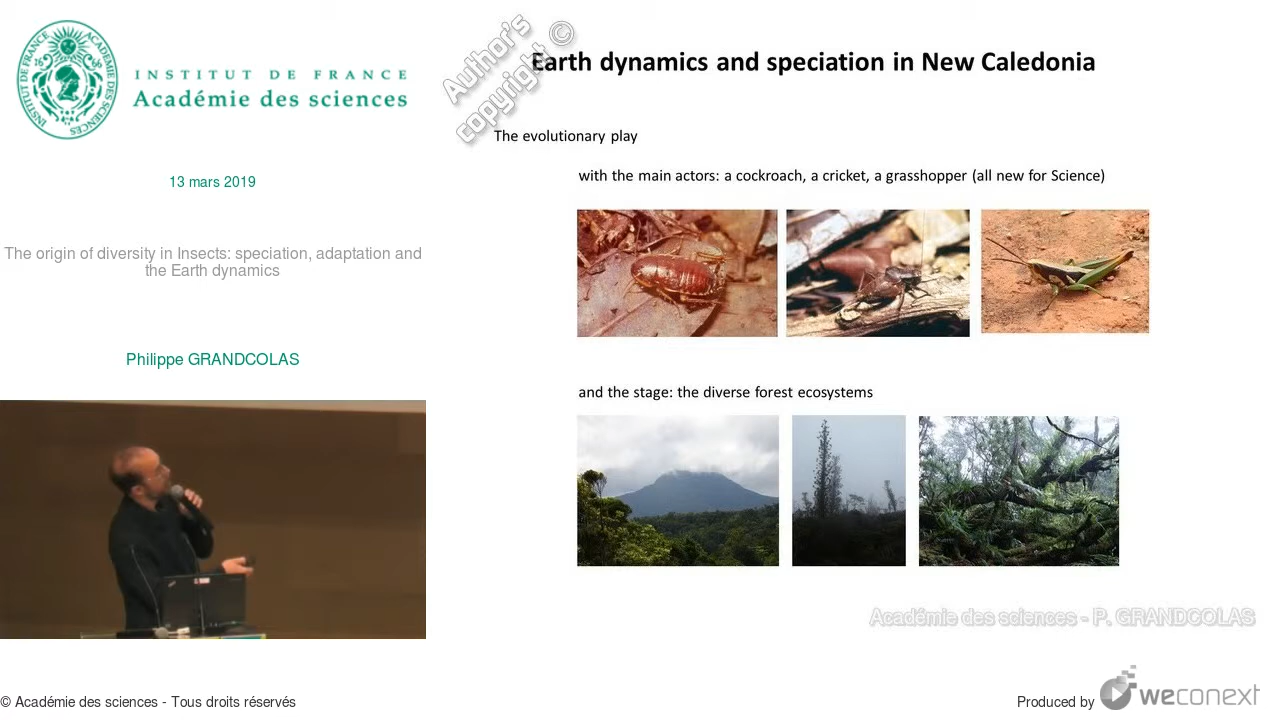 INSTITUT DE FRANCE
Académie des sciences
13 mars 2019
The origin of diversity in Insects: speciation, adaptation and
the Earth dynamics
Philippe GRANDCOLAS
Author's
copyright ©
Earth dynamics and speciation in New Caledonia
The evolutionary play
with the main actors: a cockroach, a cricket, a grasshopper (all new for Science)
and the stage: the diverse forest ecosystems
Académie des sciences - P. GRANDCOLAS
© Académie des sciences - Tous droits réservés
Produced by
weconext